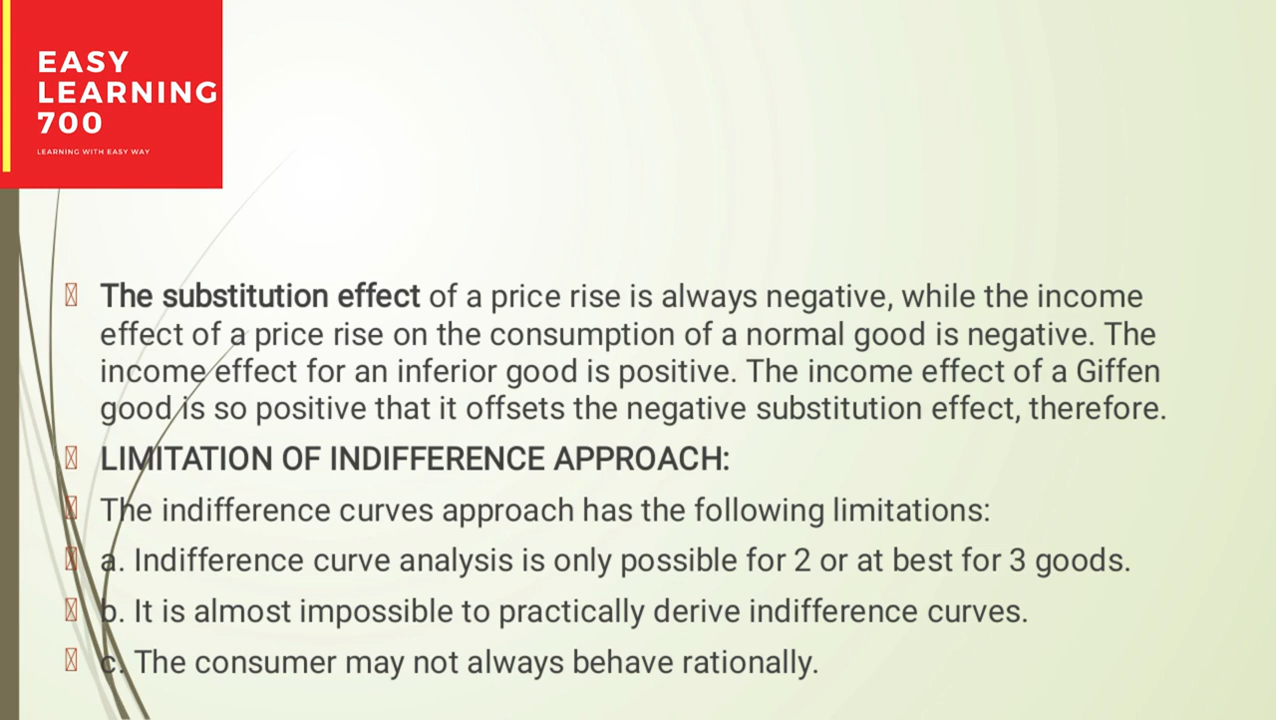 EASY
LEARNING
700
LEARNING WITH EASY WAY
The substitution effect of a price rise is always negative, while the income
effect of a price rise on the consumption of a normal good is negative. The
income effect for an inferior good is positive. The income effect of a Giffen
good is so positive that it offsets the negative substitution effect, therefore.
LIMITATION OF INDIFFERENCE APPROACH:
The indifference curves approach has the following limitations:
a. Indifference curve analysis is only possible for 2 or at best for 3 goods.
b. It is almost impossible to practically derive indifference curves.
c. The consumer may not always behave rationally.